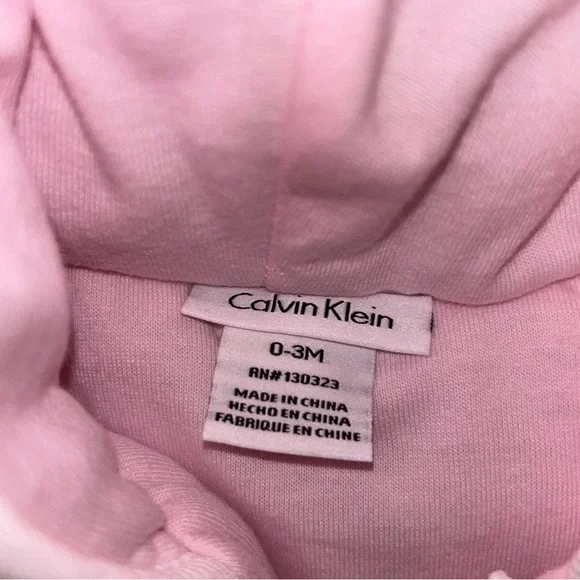 Calvin Klein
0-3M
RN#130323
MADE IN CHINA
HECHO EN CHINA
FABRIQUE EN CHINE